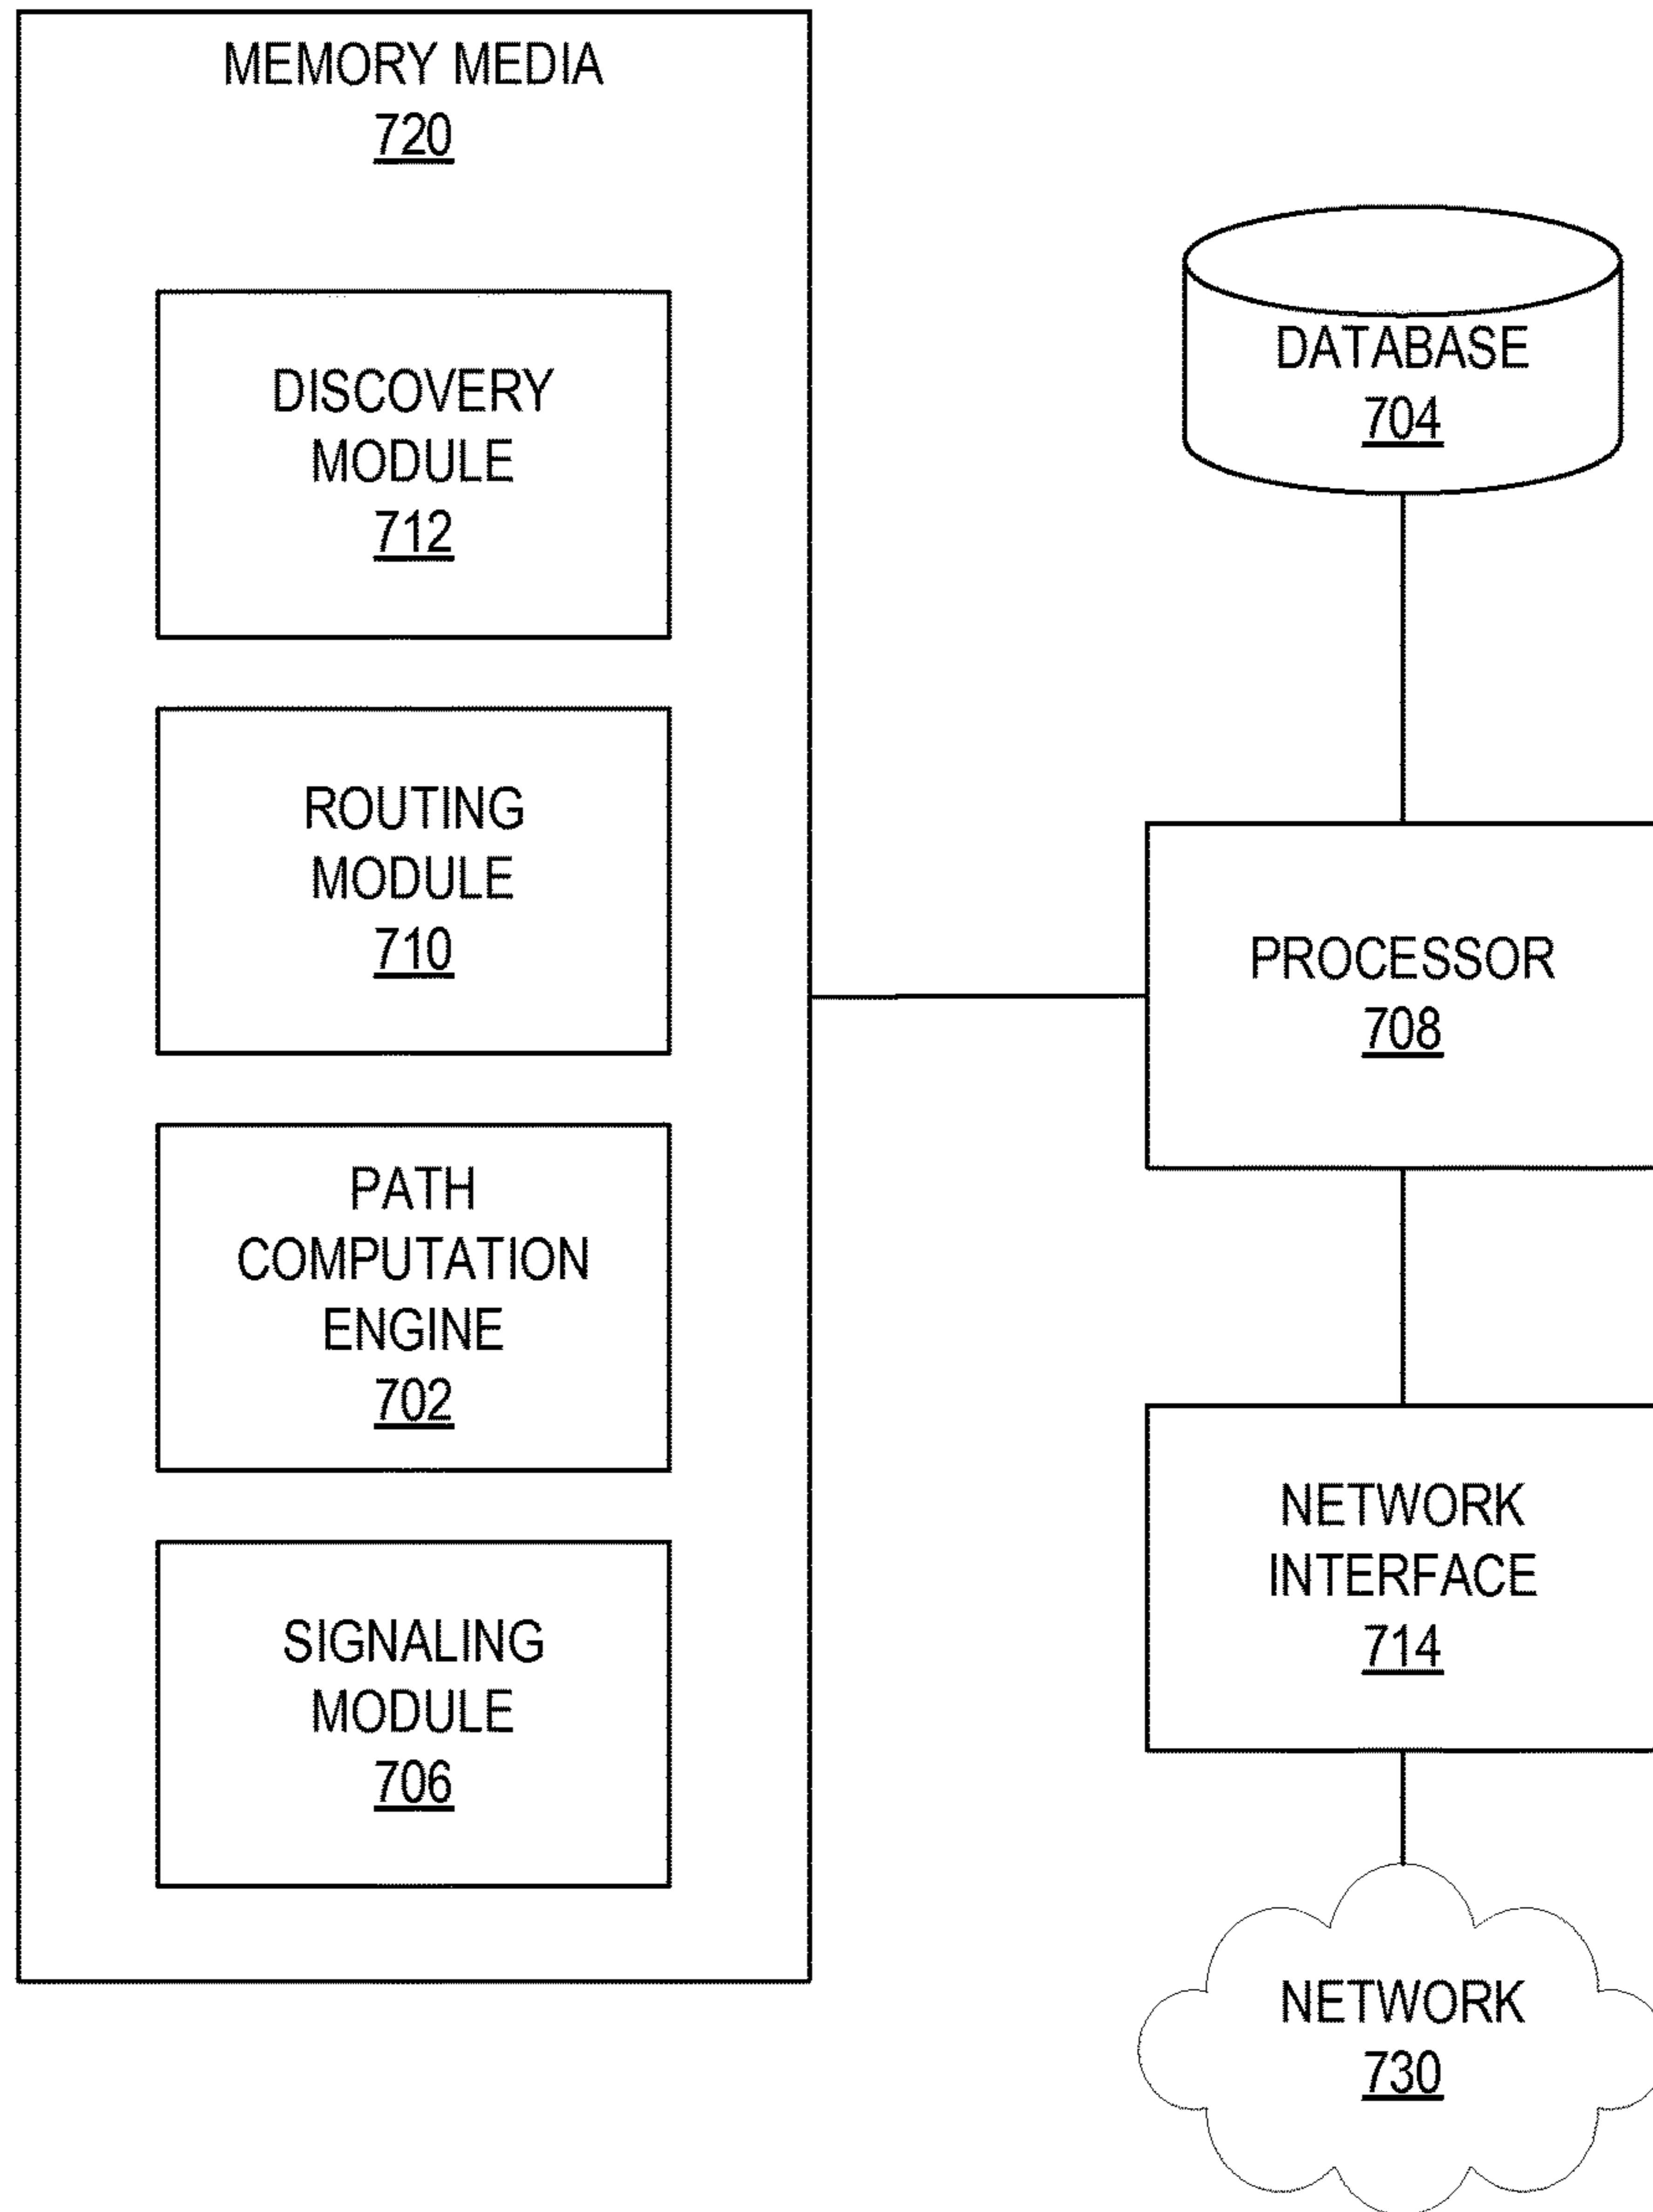 MEMORY MEDIA
720
DISCOVERY
MODULE
712
ROUTING
MODULE
710
PATH
COMPUTATION
ENGINE
702
SIGNALING
MODULE
706
DATABASE
704
PROCESSOR
708
NETWORK
INTERFACE
714
NETWORK
730